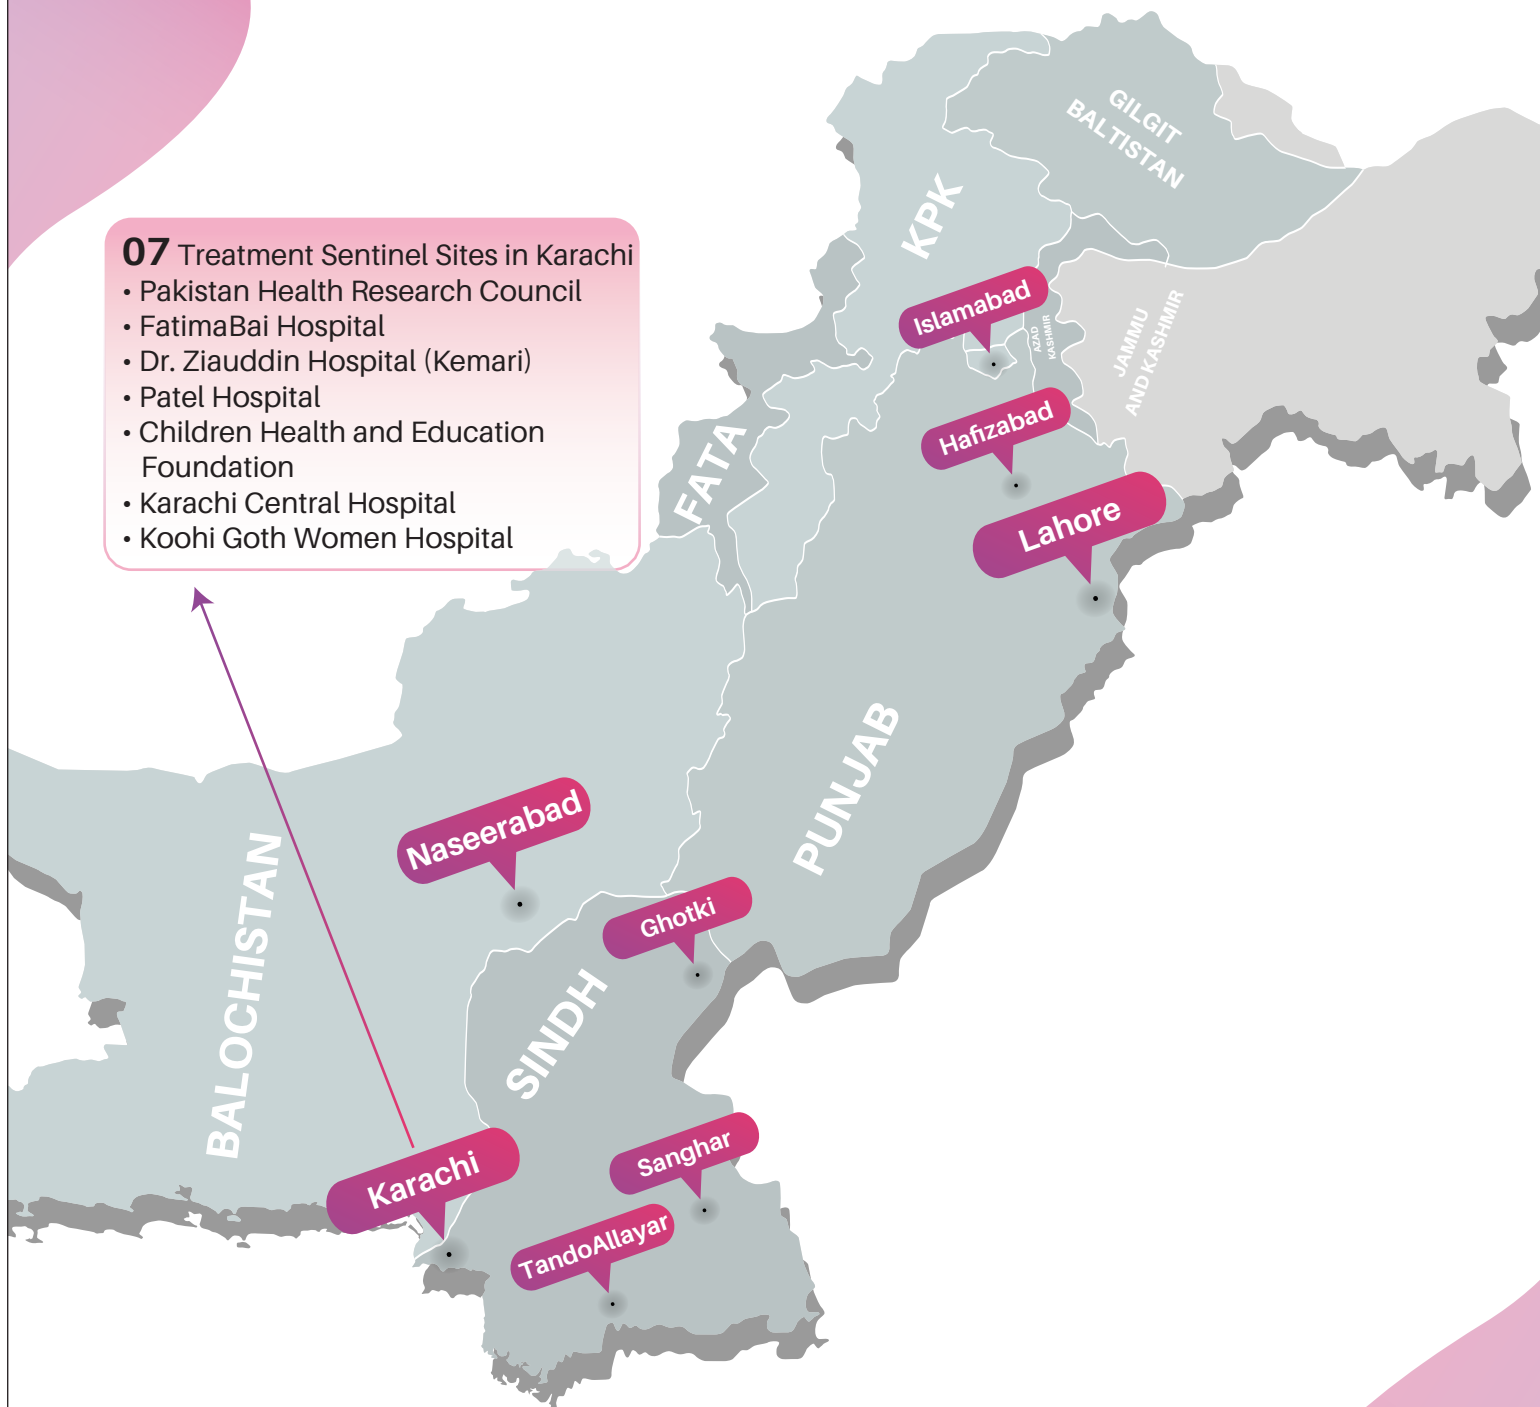 07 Treatment Sentinel Sites in Karachi
• Pakistan Health Research Council
• FatimaBai Hospital
• Dr. Ziauddin Hospital (Kemari)
• Patel Hospital
• Children Health and Education
Foundation
• Karachi Central Hospital
• Koohi Goth Women Hospital
GILGIT
BALTISTAN
KPK
Islamabad
AZAD
KASHMIR
JAMMU
AND KASHMIR
Hafizabad
FATA
Lahore
PUNJAB
Naseerabad
BALOCHISTAN
Ghotki
SINDH
Karachi
Sanghar
TandoAllayar